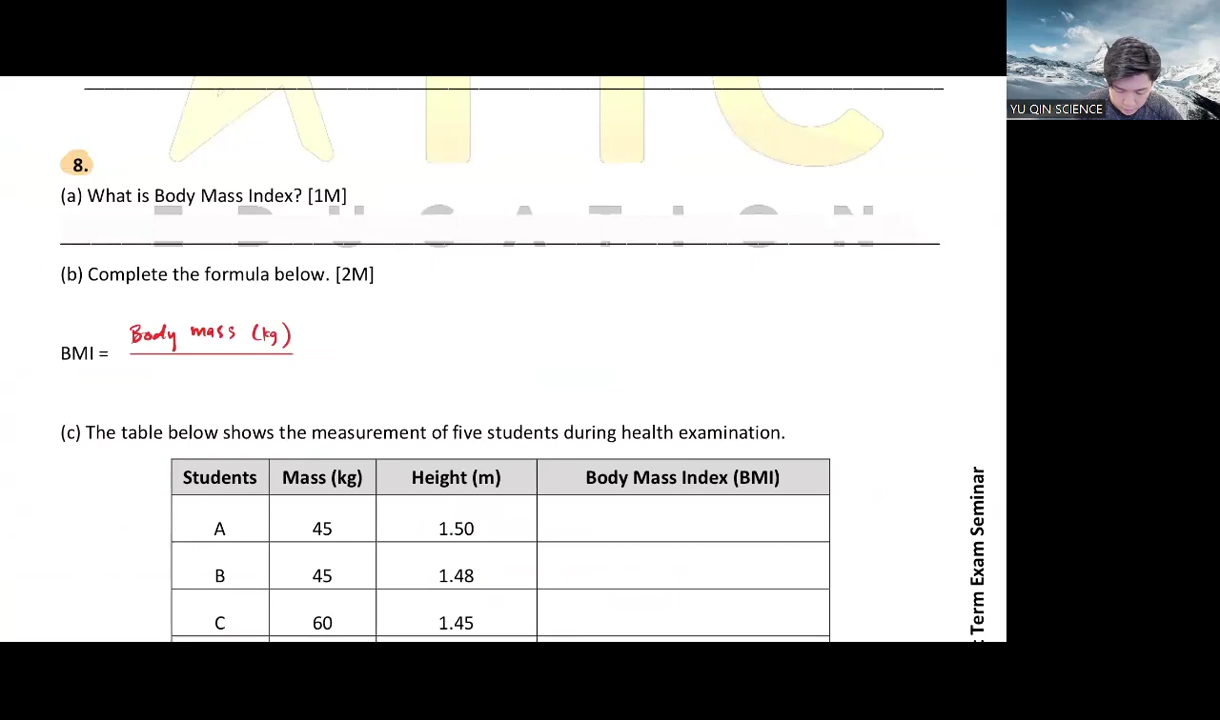 YU QIN SCIENCE
ATTC
EDUCATION
8.
(a) What is Body Mass Index? [1M]
(b) Complete the formula below. [2M]
Body mass (kg)
BMI =
(c) The table below shows the measurement of five students during health examination.
Students Mass (kg) Height (m) Body Mass Index (BMI)
A 45 1.50
B 45 1.48
C 60 1.45
Term Exam Seminar